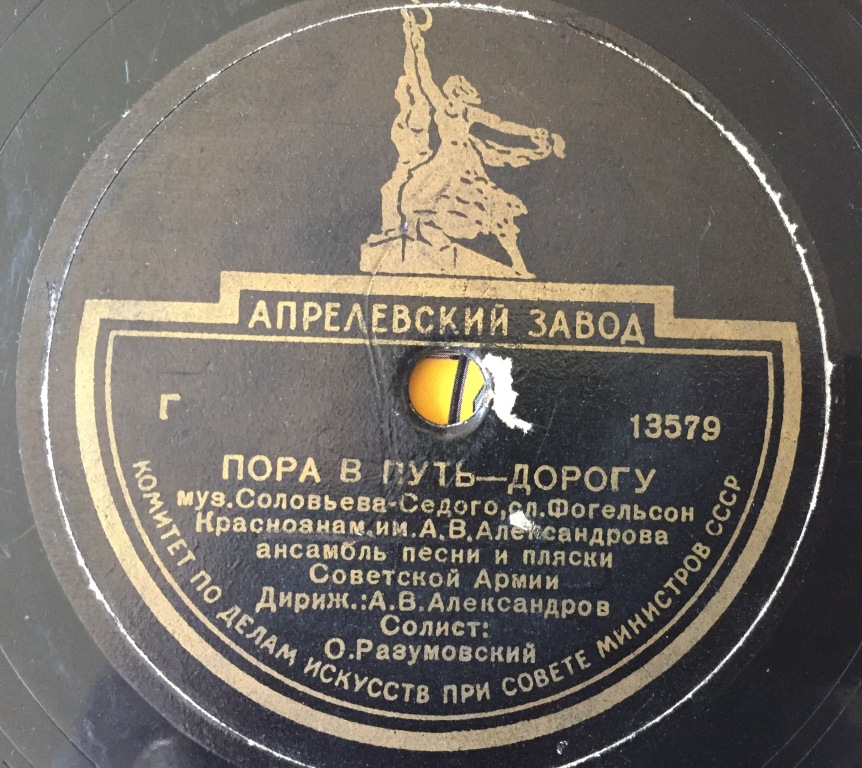 АПРЕЛЕВСКИЙ ЗАВОД
Г
13579
ПОРА В ПУТЬ—ДОРОГУ
муз.Соловьева-Седого,сл.Фогельсон
Краснознам.им.А.В.Александрова
ансамбль песни и пляски
Советской Армии
Дириж.:А.В.Александров
Солист:
О.Разумовский
КОМИТЕТ ПО ДЕЛАМ ИСКУССТВ ПРИ СОВЕТЕ МИНИСТРОВ СССР